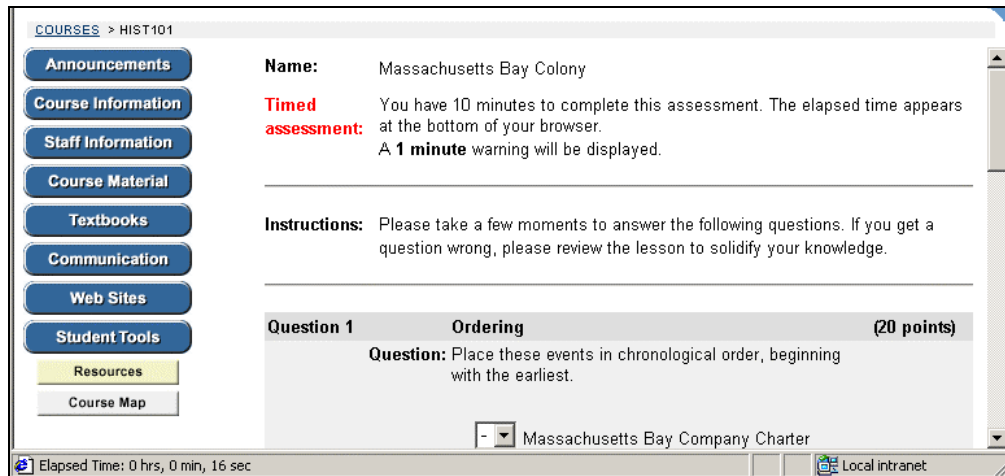 COURSES > HIST101
Announcements
Course Information
Staff Information
Course Material
Textbooks
Communication
Web Sites
Student Tools
Resources
Course Map
Name: Massachusetts Bay Colony
Timed You have 10 minutes to complete this assessment. The elapsed time appears
assessment: at the bottom of your browser.
A 1 minute warning will be displayed.
Instructions: Please take a few moments to answer the following questions. If you get a
question wrong, please review the lesson to solidify your knowledge.
Question 1 Ordering (20 points)
Question: Place these events in chronological order, beginning
with the earliest.
- Massachusetts Bay Company Charter
Elapsed Time: 0 hrs, 0 min, 16 sec Local intranet